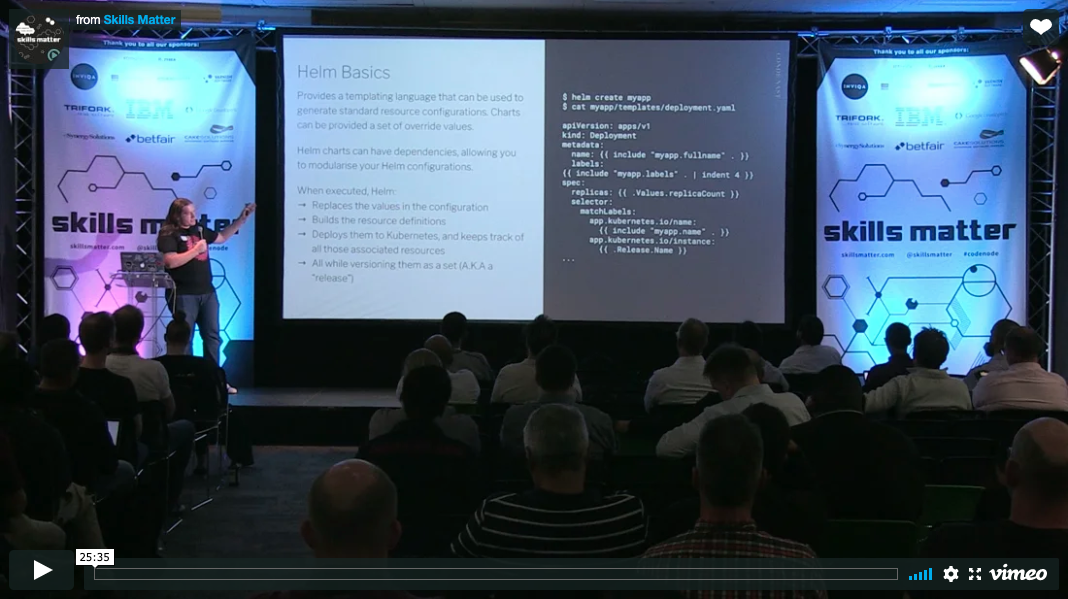 from Skills Matter
skills matter
Thank you to all our sponsors:
INVIQA
TRIFORK.
IBM
SynergySolutions
betfair
skills matter
skillsmatter.com
Helm Basics
Provides a templating language that can be used to
generate standard resource configurations. Charts
can be provided a set of override values.
Helm charts can have dependencies, allowing you
to modularise your Helm configurations.
When executed, Helm:
→ Replaces the values in the configuration
→ Builds the resource definitions
→ Deploys them to Kubernetes, and keeps track of
all those associated resources
→ All while versioning them as a set (A.K.A a
"release")
$ helm create myapp
$ cat myapp/templates/deployment.yaml
apiVersion: apps/v1
kind: Deployment
metadata:
name: {{ include "myapp.fullname" . }}
labels:
{{ include "myapp.labels" . | indent 4 }}
spec:
replicas: {{ .Values.replicaCount }}
selector:
matchLabels:
app.kubernetes.io/name:
{{ include "myapp.name" . }}
app.kubernetes.io/instance:
{{ .Release.Name }}
...
Thank you to all our sponsors:
INVIQA
TRIFORK.
IBM
SynergySolutions
betfair
skills matter
skillsmatter.com @skillsmatter #codenode
25:35
vimeo